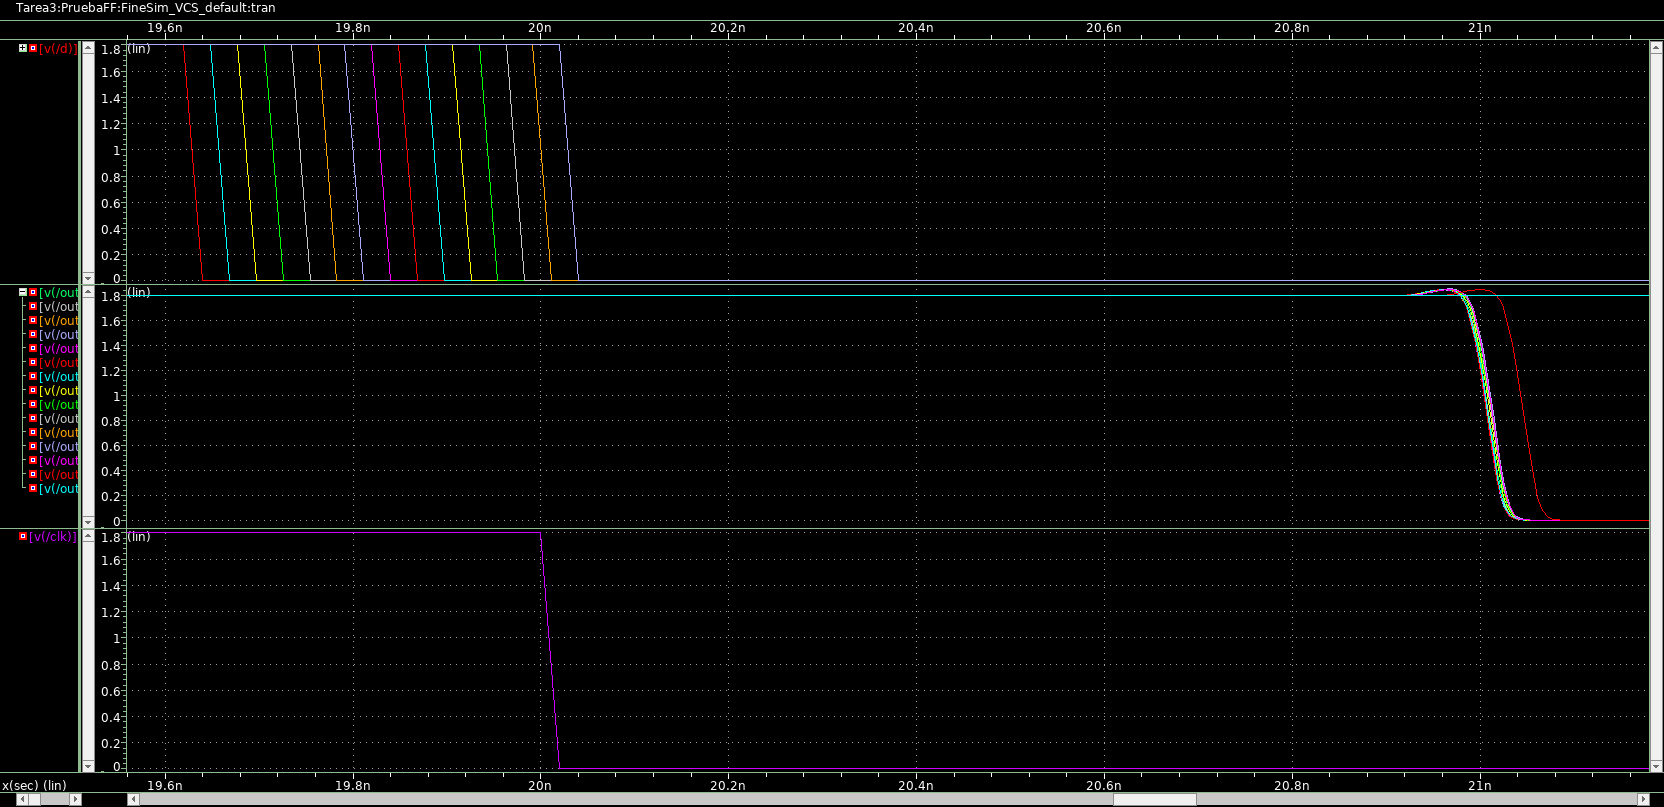 Tarea3:PruebaFF:FineSim_VCS_default:tran
19.6n 19.8n 20n 20.2n 20.4n 20.6n 20.8n 21n
[v(/d)] 1.8 (lin)
1.6
1.4
1.2
1
0.8
0.6
0.4
0.2
0
[v(/out (lin)
[v(/out 1.8
[v(/out 1.6
[v(/out
[v(/out 1.4
[v(/out
[v(/out 1.2
[v(/out 1
[v(/out
[v(/out 0.8
[v(/out
[v(/out 0.6
[v(/out 0.4
[v(/out
[v(/out 0.2
0
[v(/clk)] 1.8 (lin)
1.6
1.4
1.2
1
0.8
0.6
0.4
0.2
0
x(sec) (lin) 19.6n 19.8n 20n 20.2n 20.4n 20.6n 20.8n 21n